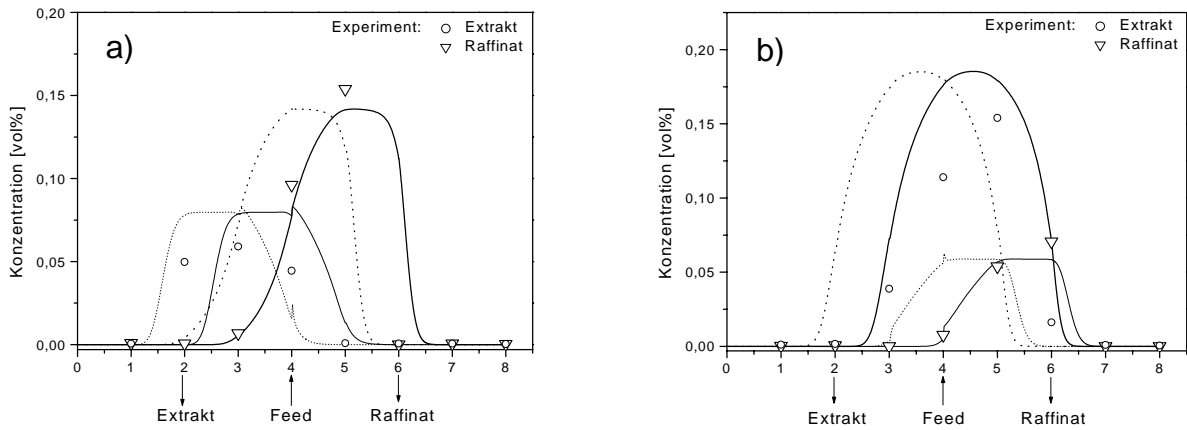 a)
Experiment:
Extrakt
Raffinat
Konzentration [vol%]
0,20
0,15
0,10
0,05
0,00
0 1 2 3 4 5 6 7 8
Extrakt Feed Raffinat
b)
Experiment:
Extrakt
Raffinat
Konzentration [vol%]
0,20
0,15
0,10
0,05
0,00
0 1 2 3 4 5 6 7 8
Extrakt Feed Raffinat